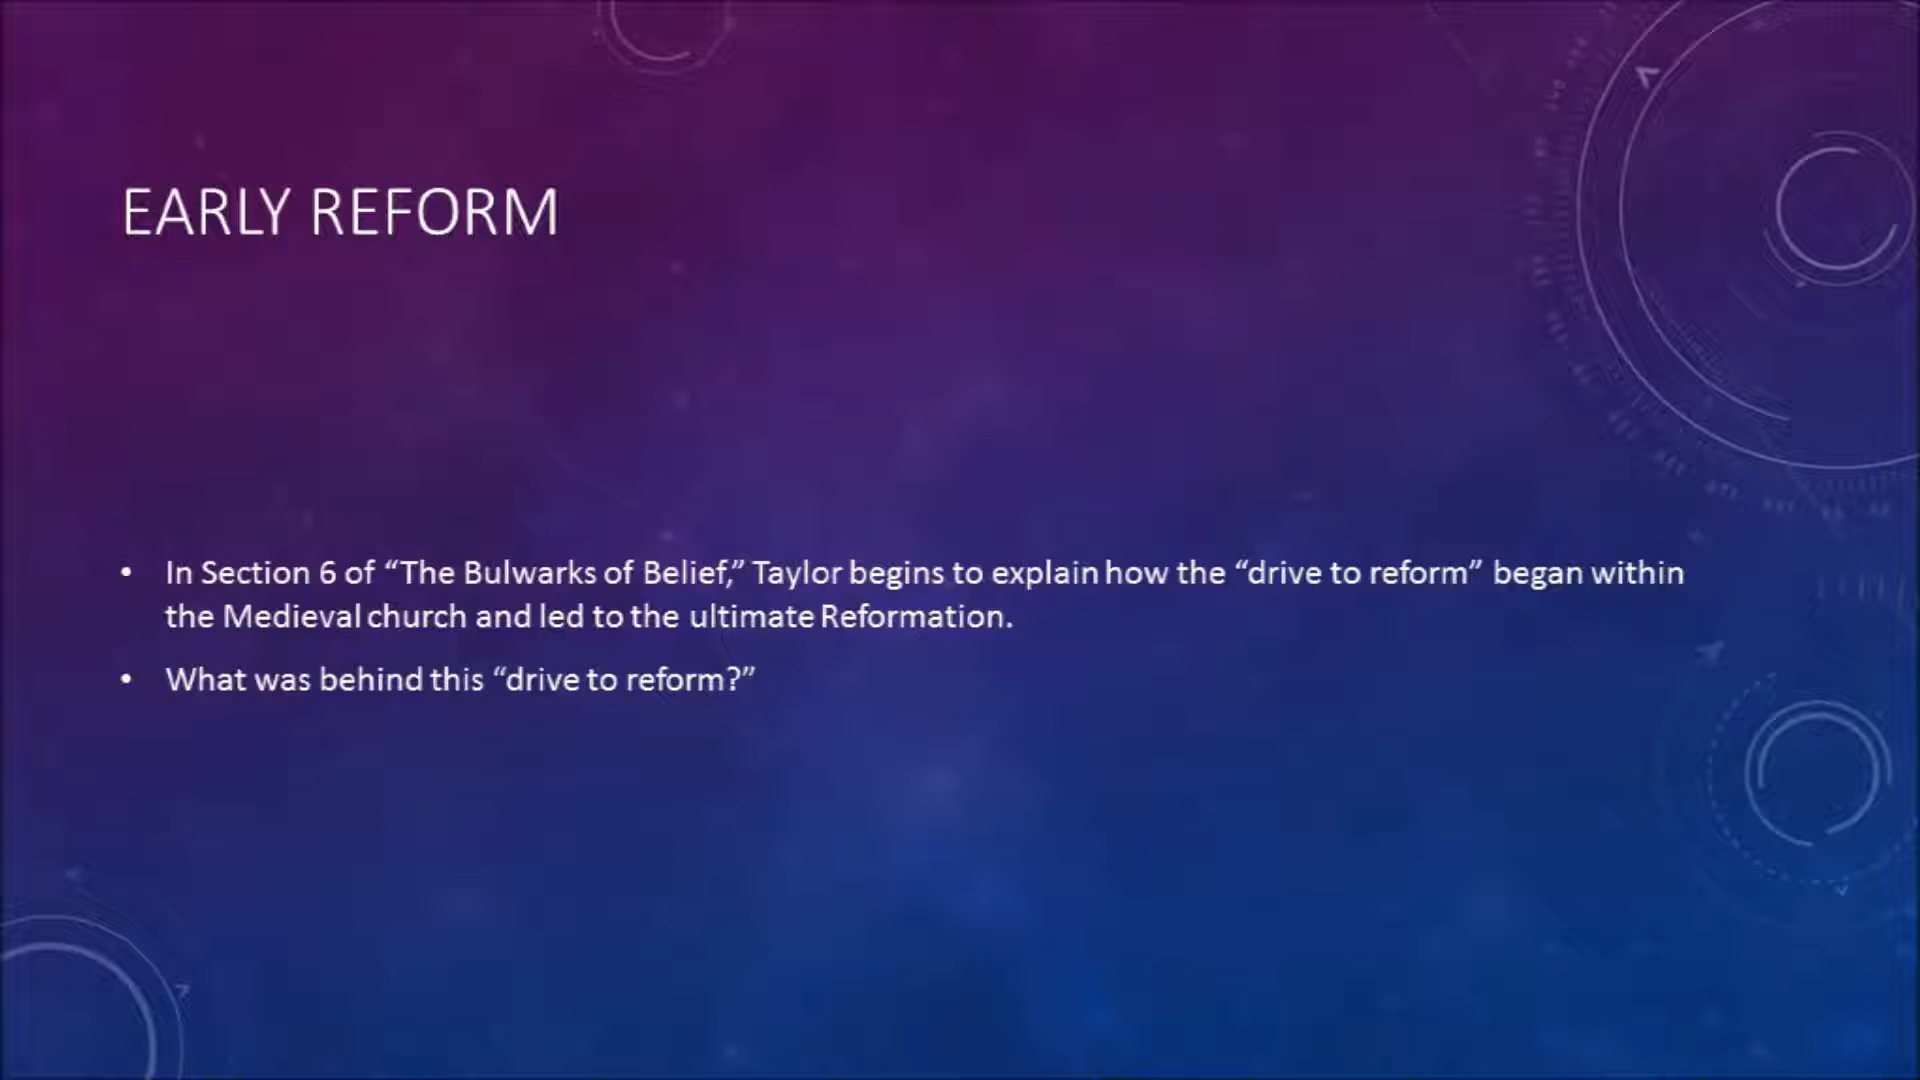 EARLY REFORM
• In Section 6 of “The Bulwarks of Belief,” Taylor begins to explain how the “drive to reform” began within
the Medieval church and led to the ultimate Reformation.
• What was behind this “drive to reform?”